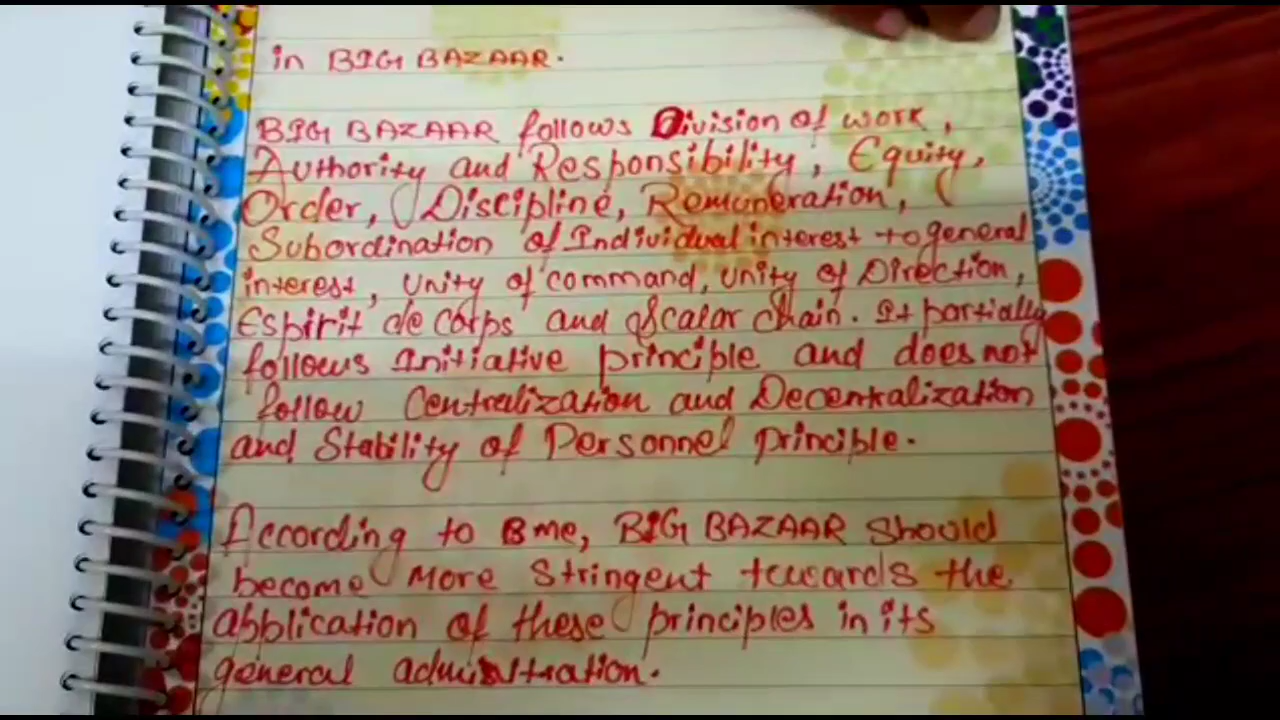 in BIG BAZAAR.
BIG BAZAAR follows Division of work,
Authority and Responsibility, Equity,
Order, Discipline, Remuneration,
Subordination of Individual interest to general
interest, Unity of command, Unity of Direction,
Espirit de corps and Scalar Chain. It partially
follows Initiative principle and does not
follow Centralization and Decentralization
and Stability of Personnel principle.
According to me, BIG BAZAAR Should
become More Stringent towards the
application of these principles in its
general adminstration.